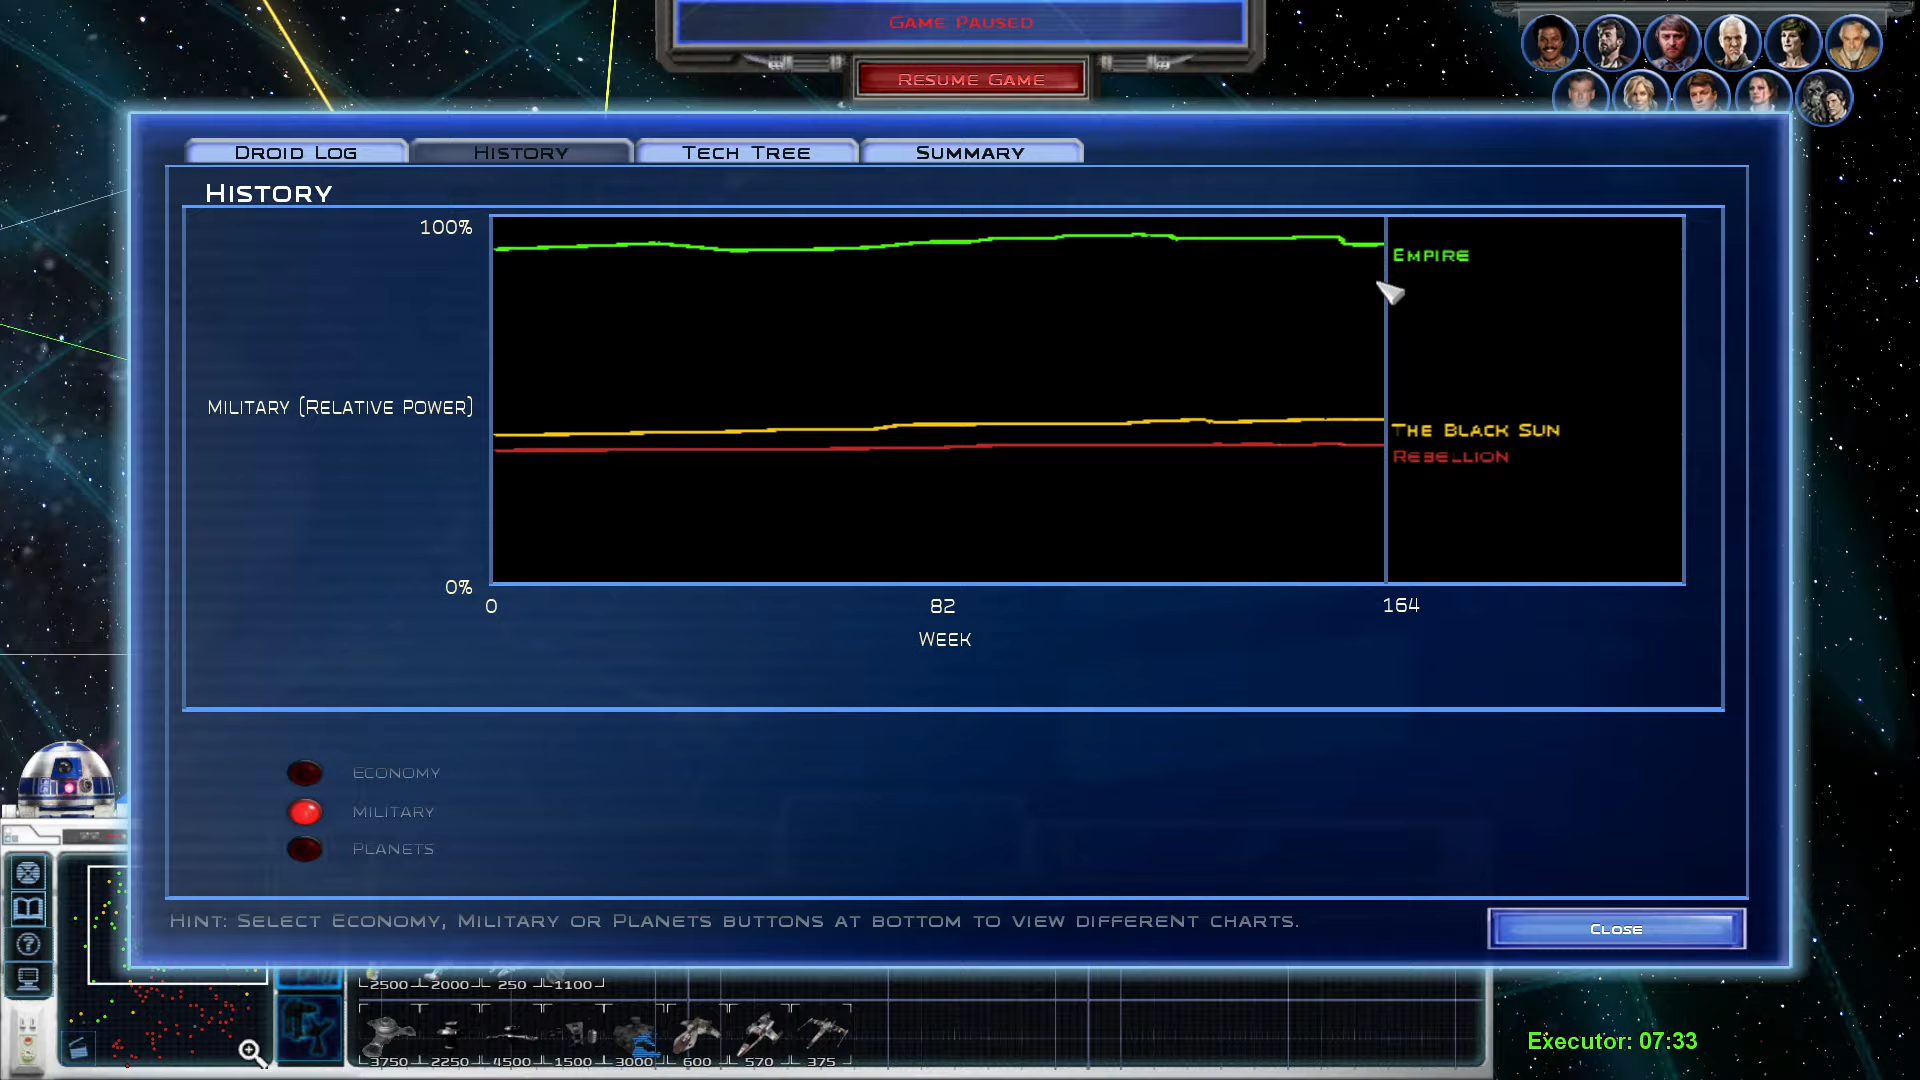 Game Paused
Resume Game
Droid Log
History
Tech Tree
Summary
History
100%
Empire
Military (Relative Power)
The Black Sun
Rebellion
0%
0
82
164
Week
Economy
Military
Planets
Hint: Select Economy, Military or Planets buttons at bottom to view different charts.
Close
2500 2000 250 1100
3750 2250 4500 1500 3000 600 570 375
Executor: 07:33